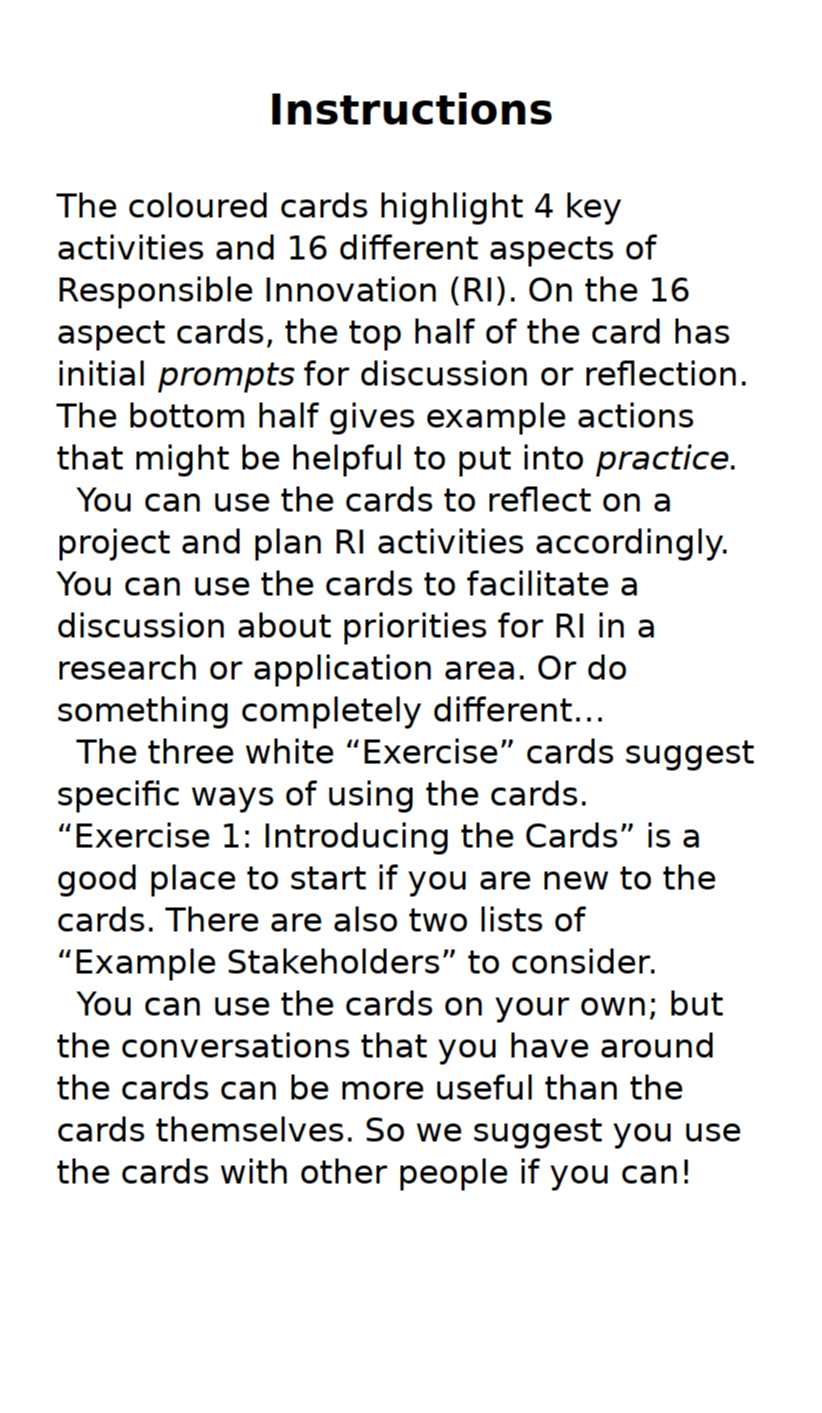 Instructions
The coloured cards highlight 4 key
activities and 16 different aspects of
Responsible Innovation (RI). On the 16
aspect cards, the top half of the card has
initial prompts for discussion or reflection.
The bottom half gives example actions
that might be helpful to put into practice.
You can use the cards to reflect on a
project and plan RI activities accordingly.
You can use the cards to facilitate a
discussion about priorities for RI in a
research or application area. Or do
something completely different…
The three white “Exercise” cards suggest
specific ways of using the cards.
“Exercise 1: Introducing the Cards” is a
good place to start if you are new to the
cards. There are also two lists of
“Example Stakeholders” to consider.
You can use the cards on your own; but
the conversations that you have around
the cards can be more useful than the
cards themselves. So we suggest you use
the cards with other people if you can!